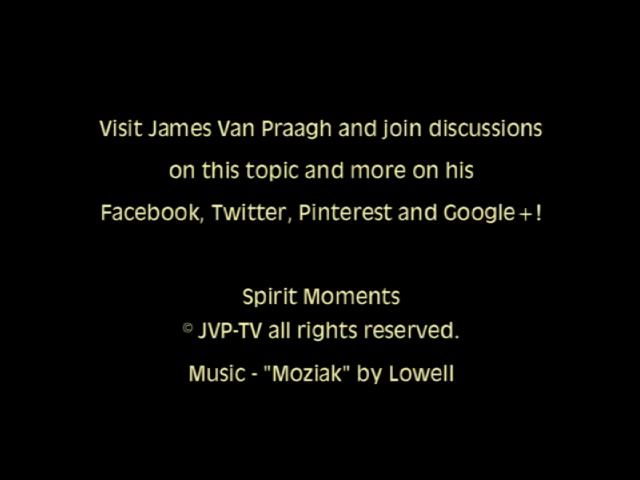 Visit James Van Praagh and join discussions
on this topic and more on his
Facebook, Twitter, Pinterest and Google+!
Spirit Moments
© JVP-TV all rights reserved.
Music - "Moziak" by Lowell